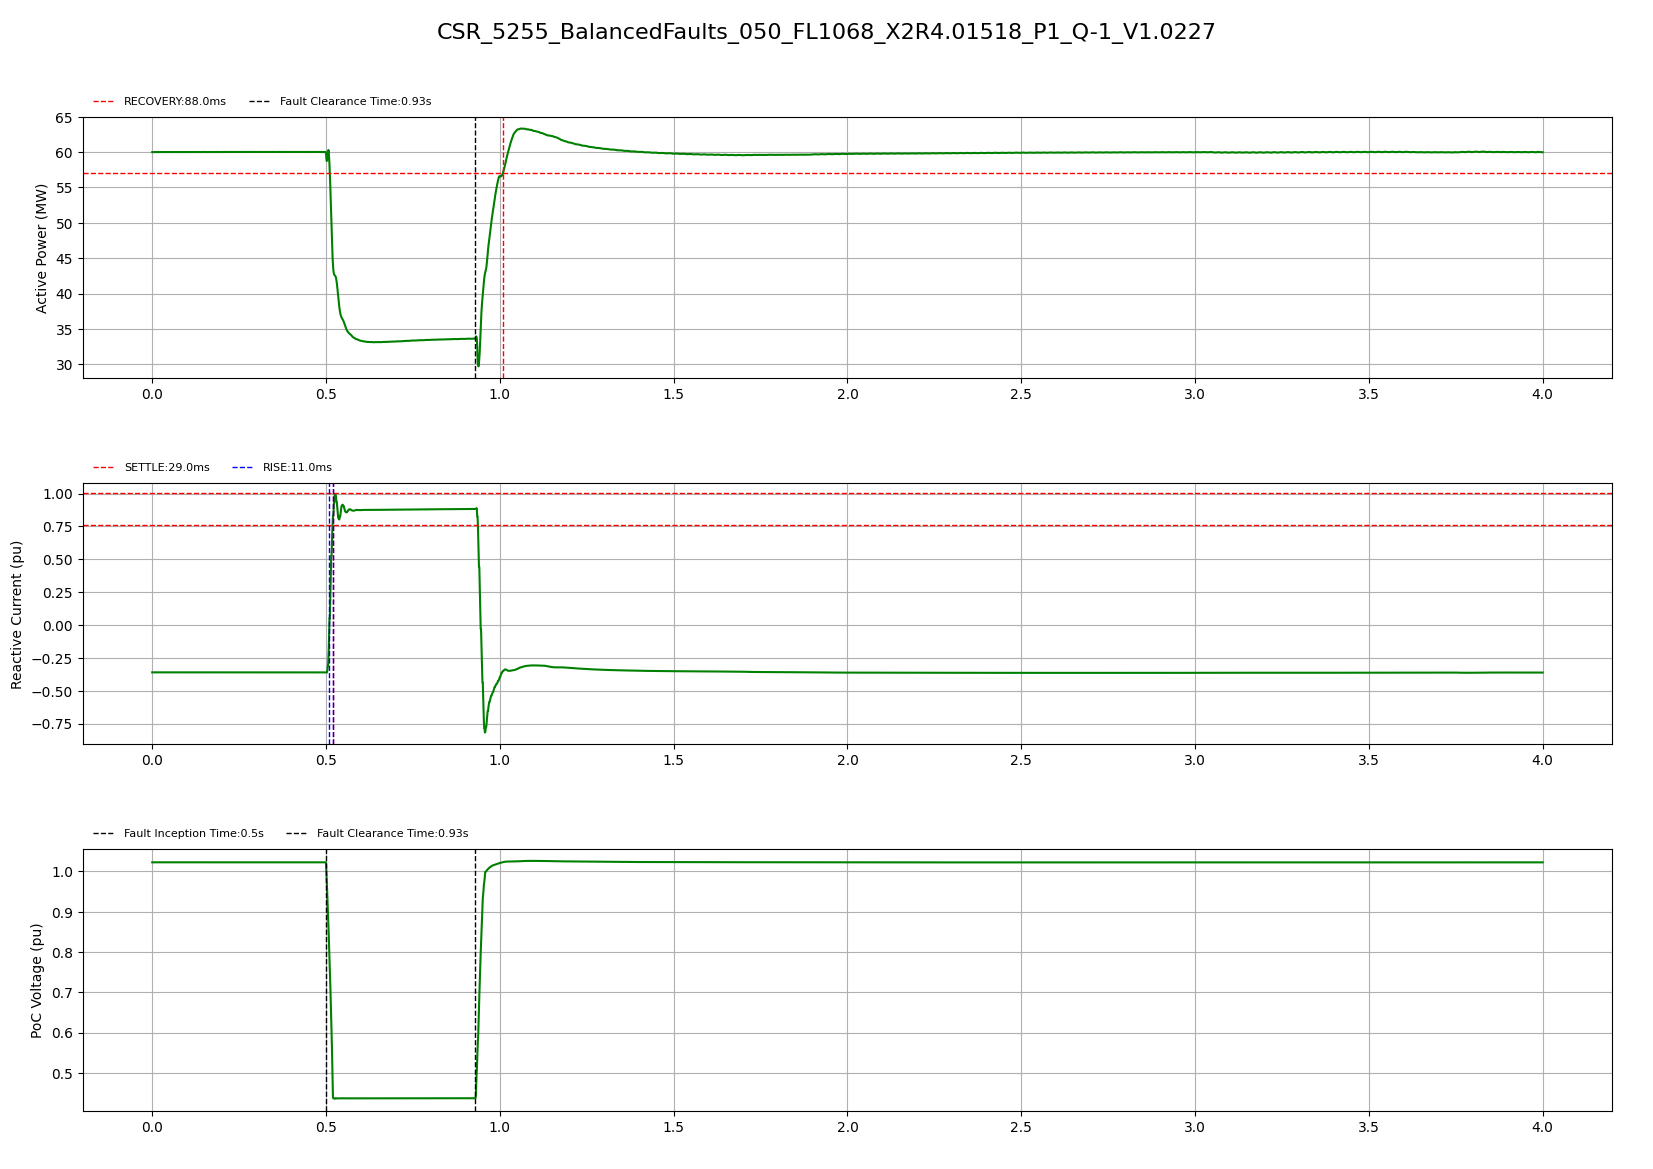 CSR_5255_BalancedFaults_050_FL1068_X2R4.01518_P1_Q-1_V1.0227
RECOVERY:88.0ms Fault Clearance Time:0.93s
65
60
55
50
45
40
35
30
Active Power (MW)
0.0 0.5 1.0 1.5 2.0 2.5 3.0 3.5 4.0
SETTLE:29.0ms RISE:11.0ms
1.00
0.75
0.50
0.25
0.00
−0.25
−0.50
−0.75
Reactive Current (pu)
0.0 0.5 1.0 1.5 2.0 2.5 3.0 3.5 4.0
Fault Inception Time:0.5s Fault Clearance Time:0.93s
1.0
0.9
0.8
0.7
0.6
0.5
PoC Voltage (pu)
0.0 0.5 1.0 1.5 2.0 2.5 3.0 3.5 4.0